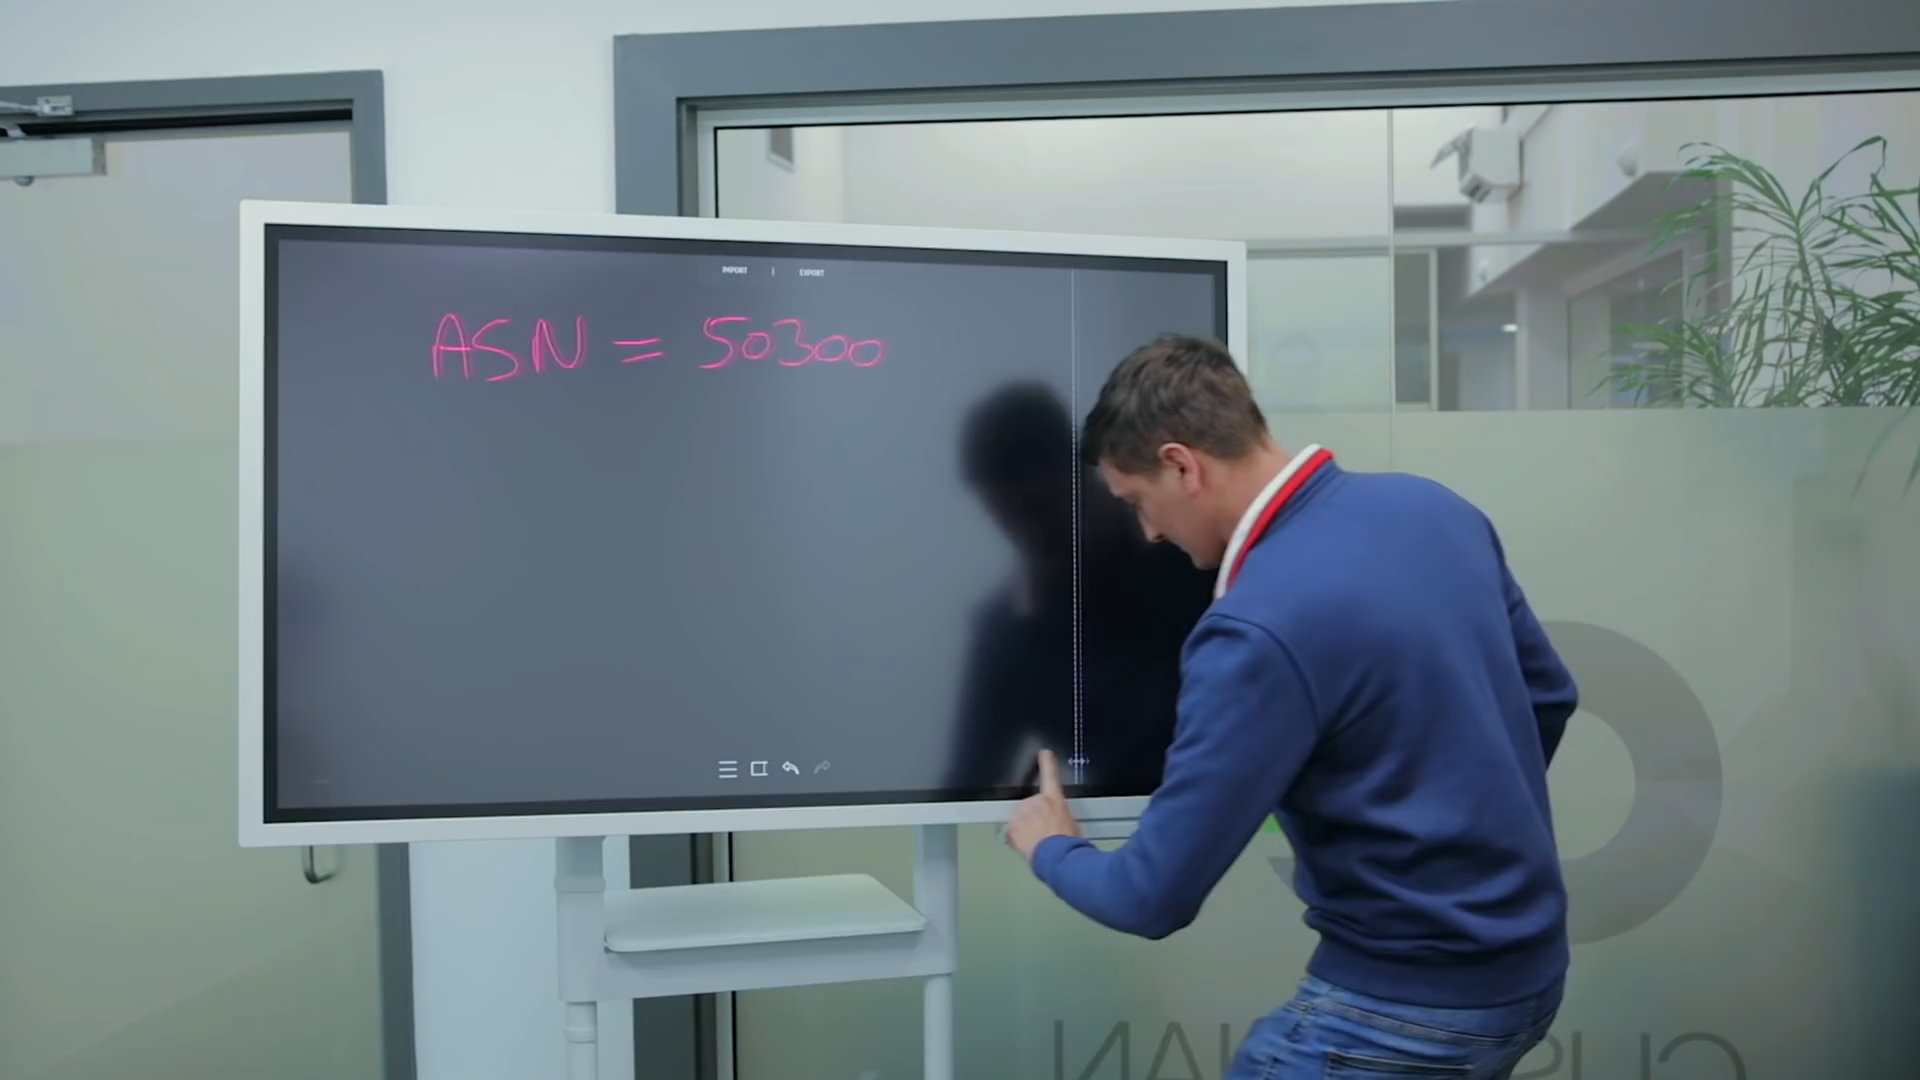 IMPORT | EXPORT
ASN = 50300